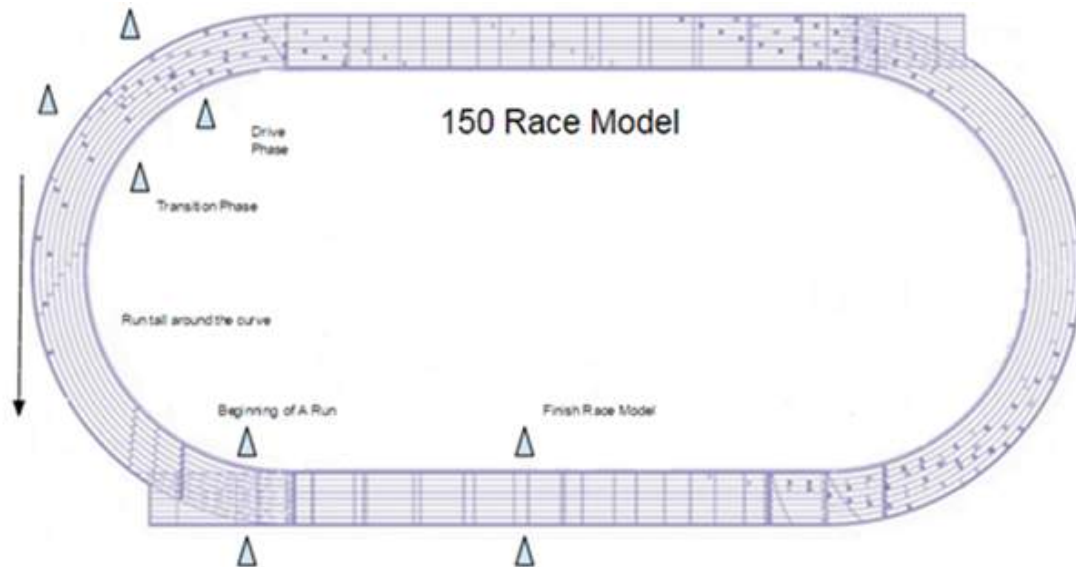 150 Race Model
Drive
Phase
Transition Phase
Run tall around the curve
Beginning of A Run
Finish Race Model